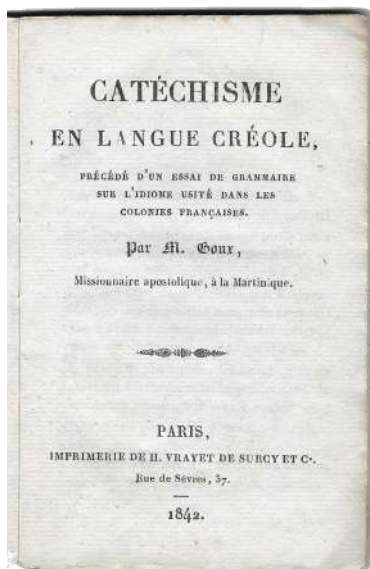 CATÉCHISME
EN LANGUE CRÉOLE,
PRÉCÉDÉ D'UN ESSAI DE GRAMMAIRE
SUR L'IDIOME USITÉ DANS LES
COLONIES FRANÇAISES.
Par M. Goux,
Missionnaire apostolique, à la Martinique.
PARIS,
IMPRIMERIE DE H. VRAYET DE SURCY ET Cᵉ.
Rue de Sèvres, 37.
1842.